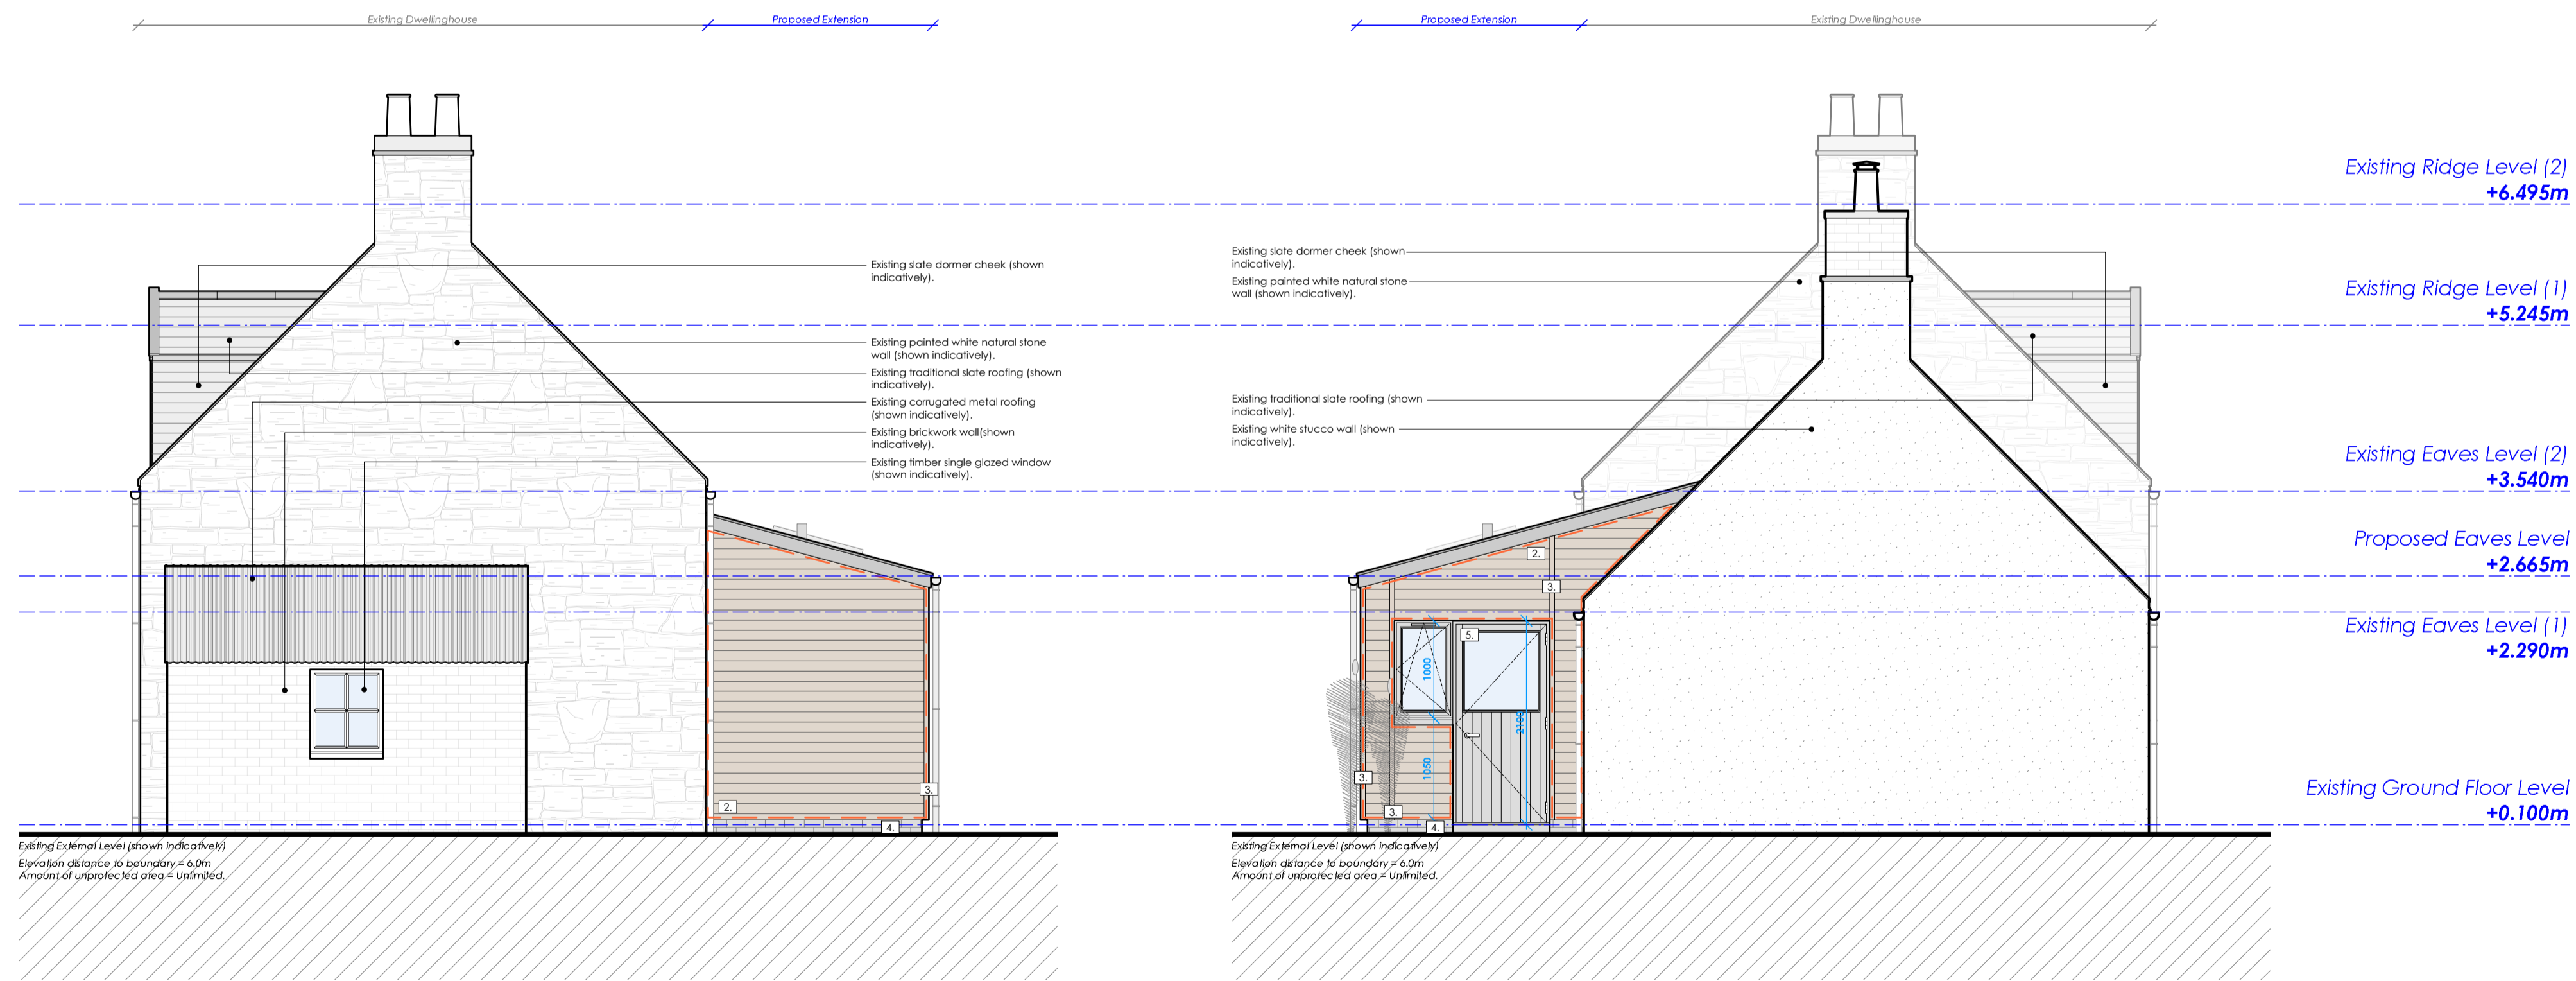 Existing Dwellinghouse
Proposed Extension
Proposed Extension
Existing Dwellinghouse
Existing slate dormer cheek (shown
indicatively).
Existing painted white natural stone
wall (shown indicatively).
Existing traditional slate roofing (shown
indicatively).
Existing corrugated metal roofing
(shown indicatively).
Existing brickwork wall(shown
indicatively).
Existing timber single glazed window
(shown indicatively).
2.
3.
4.
Existing External Level (shown indicatively)
Elevation distance to boundary = 6.0m
Amount of unprotected area = Unlimited.
Existing slate dormer cheek (shown
indicatively).
Existing painted white natural stone
wall (shown indicatively).
Existing traditional slate roofing (shown
indicatively).
Existing white stucco wall (shown
indicatively).
2.
3.
5.
1000
2100
1050
3.
3.
4.
Existing External Level (shown indicatively)
Elevation distance to boundary = 6.0m
Amount of unprotected area = Unlimited.
Existing Ridge Level (2)
+6.495m
Existing Ridge Level (1)
+5.245m
Existing Eaves Level (2)
+3.540m
Proposed Eaves Level
+2.665m
Existing Eaves Level (1)
+2.290m
Existing Ground Floor Level
+0.100m